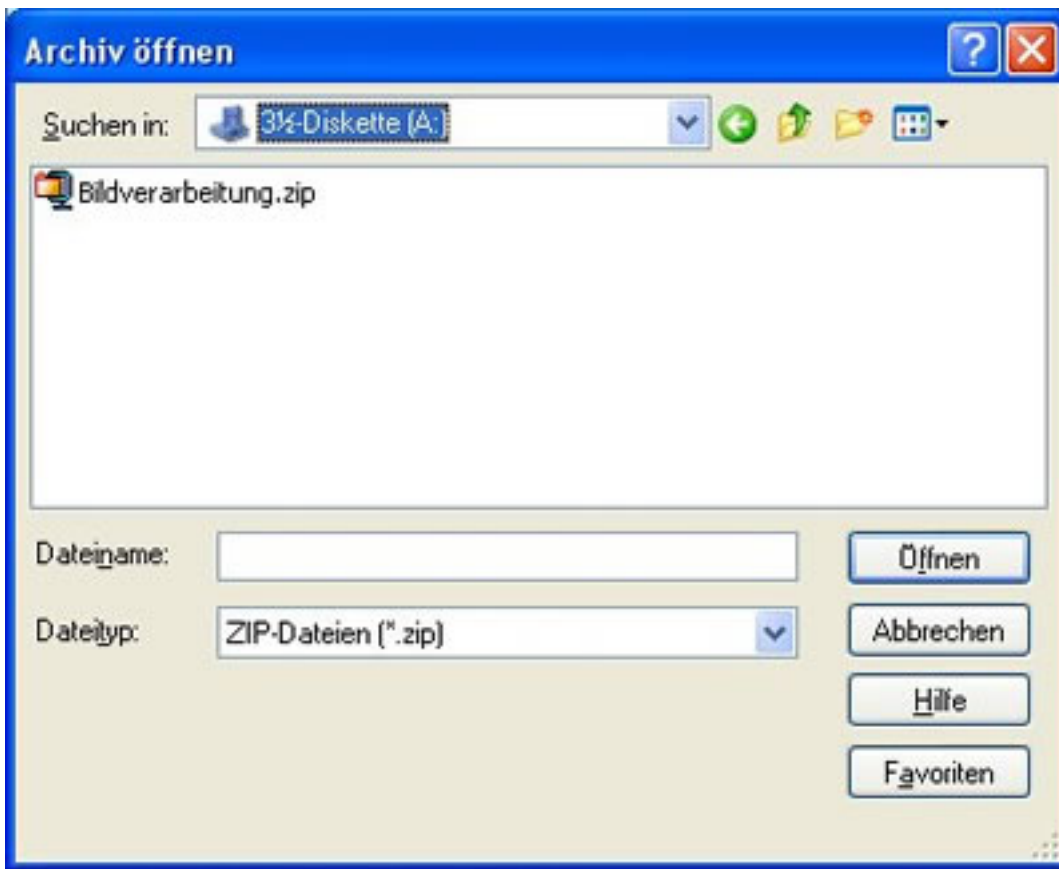 Archiv öffnen
Suchen in: 3½-Diskette (A:)
Bildverarbeitung.zip
Dateiname: Öffnen
Dateityp: ZIP-Dateien (*.zip) Abbrechen
Hilfe
Favoriten